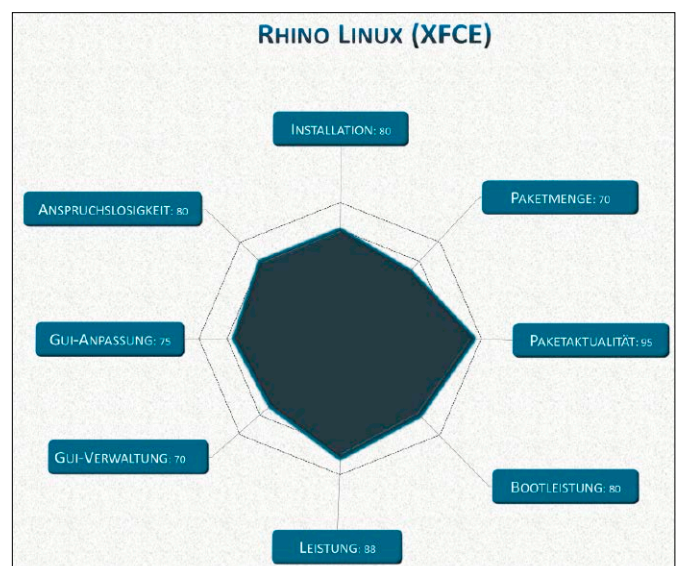 RHINO LINUX (XFCE)
INSTALLATION: 80
PAKETMENGE: 70
ANSPRUCHSLOSIGKEIT: 80
GUI-ANPASSUNG: 75
PAKETAKTUALITÄT: 95
GUI-VERWALTUNG: 70
BOOTLEISTUNG: 80
LEISTUNG: 88